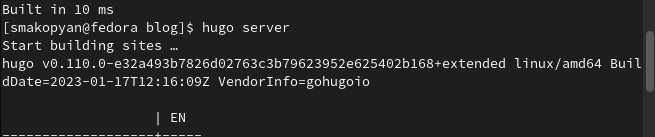 Built in 10 ms
[smakopyan@fedora blog]$ hugo server
Start building sites …
hugo v0.110.0-e32a493b7826d02763c3b79623952e625402b168+extended linux/amd64 Buil
dDate=2023-01-17T12:16:09Z VendorInfo=gohugoio
| EN
-------------------+-----